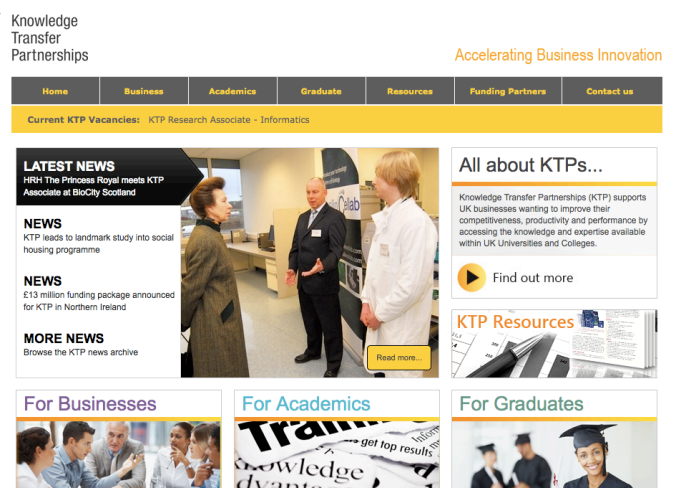 Knowledge
Transfer
Partnerships
Accelerating Business Innovation
Home Business Academics Graduate Resources Funding Partners Contact us
Current KTP Vacancies: KTP Research Associate - Informatics
LATEST NEWS
HRH The Princess Royal meets KTP
Associate at BioCity Scotland
NEWS
KTP leads to landmark study into social
housing programme
NEWS
£13 million funding package announced
for KTP in Northern Ireland
MORE NEWS
Browse the KTP news archive
Read more...
All about KTPs...
Knowledge Transfer Partnerships (KTP) supports
UK businesses wanting to improve their
competitiveness, productivity and performance by
accessing the knowledge and expertise available
within UK Universities and Colleges.
Find out more
KTP Resources
For Businesses
For Academics
get top results
For Graduates